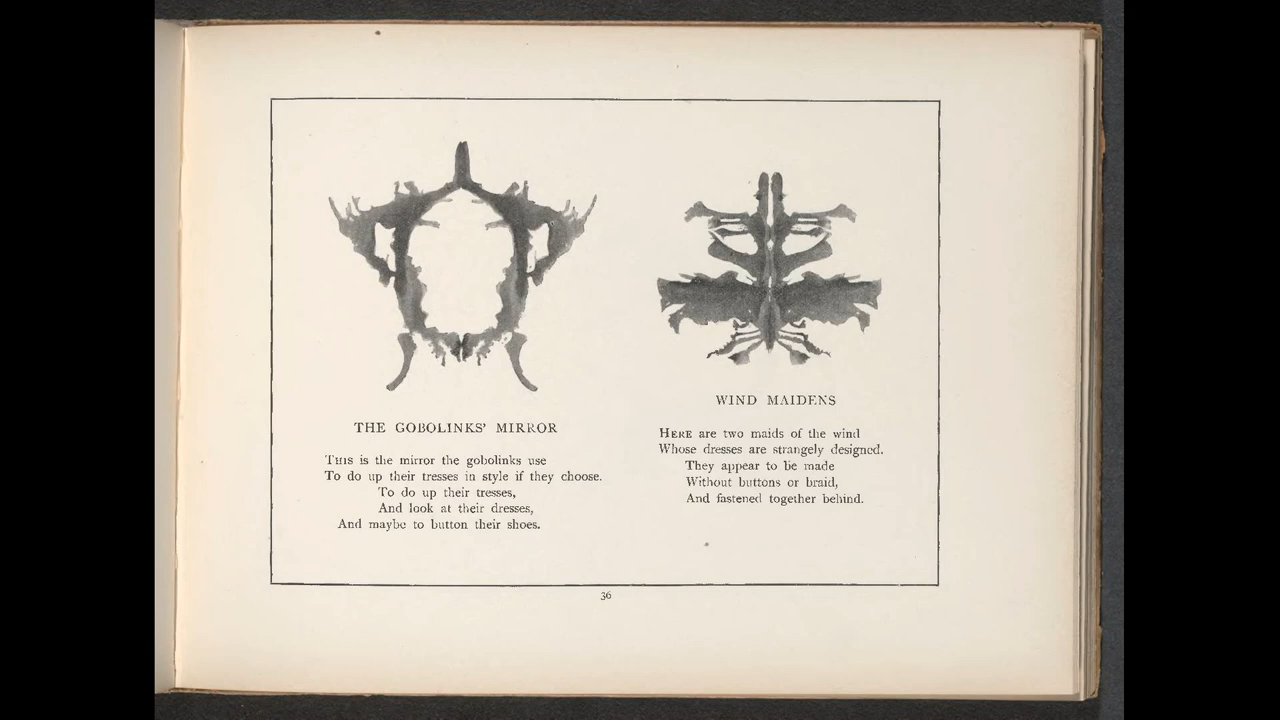 THE GOBOLINKS' MIRROR
THIS is the mirror the gobolinks use
To do up their tresses in style if they choose.
To do up their tresses,
And look at their dresses,
And maybe to button their shoes.
WIND MAIDENS
HERE are two maids of the wind
Whose dresses are strangely designed.
They appear to be made
Without buttons or braid,
And fastened together behind.
36